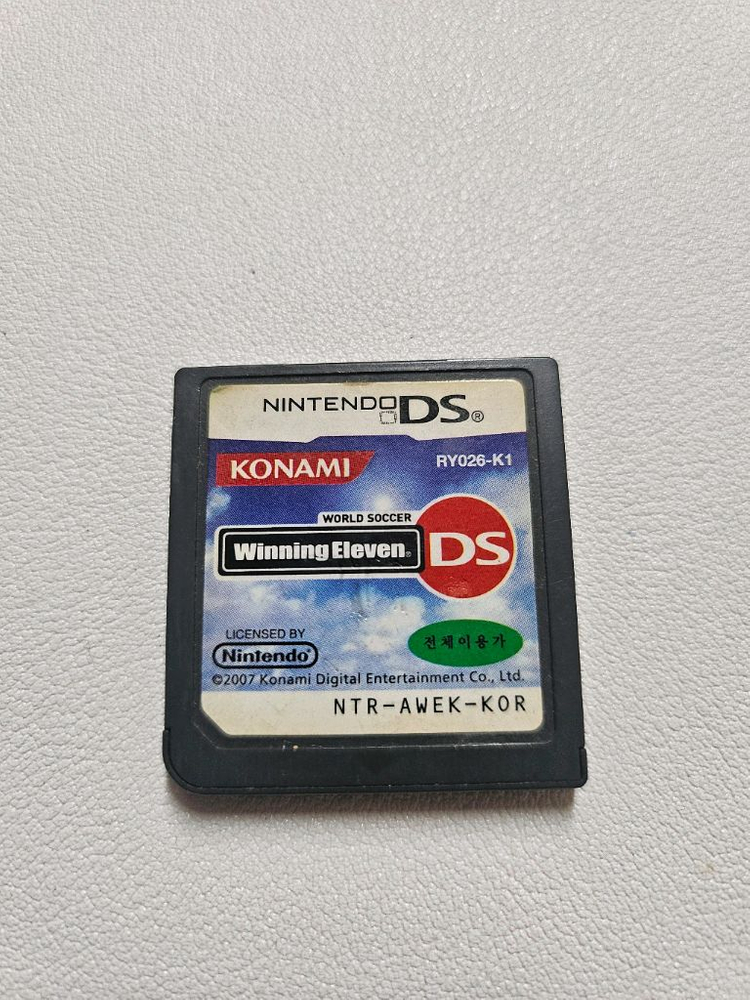 NINTENDO DS®
KONAMI
RY026-K1
WORLD SOCCER
Winning Eleven® DS
LICENSED BY
Nintendo®
전체이용가
©2007 Konami Digital Entertainment Co., Ltd.
NTR-AWEK-KOR